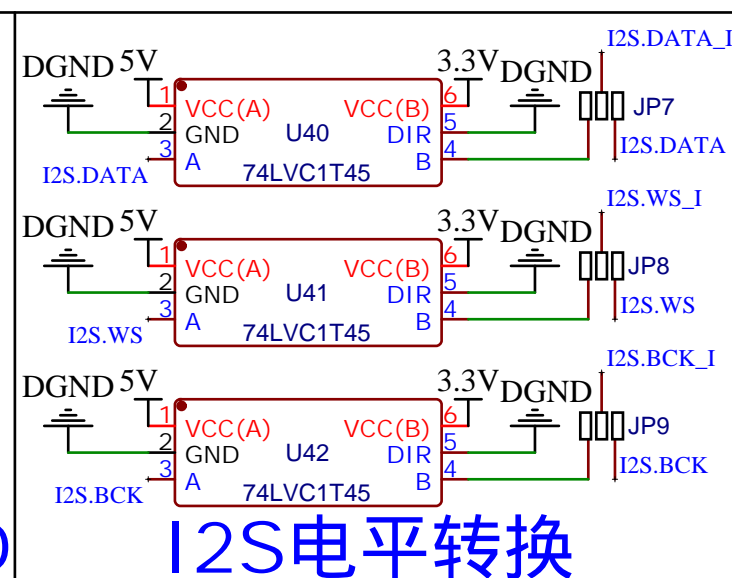 I2S.DATA_I
DGND 5V 3.3V DGND
1 VCC(A) VCC(B) 6
2 GND U40 DIR 5 JP7
3 A B 4
I2S.DATA 74LVC1T45 I2S.DATA
I2S.WS_I
DGND 5V 3.3V DGND
1 VCC(A) VCC(B) 6 JP8
2 GND U41 DIR 5
3 A B 4 I2S.WS
I2S.WS 74LVC1T45
I2S.BCK_I
DGND 5V 3.3V DGND
1 VCC(A) VCC(B) 6 JP9
2 GND U42 DIR 5
3 A B 4 I2S.BCK
I2S.BCK 74LVC1T45
I2S电平转换